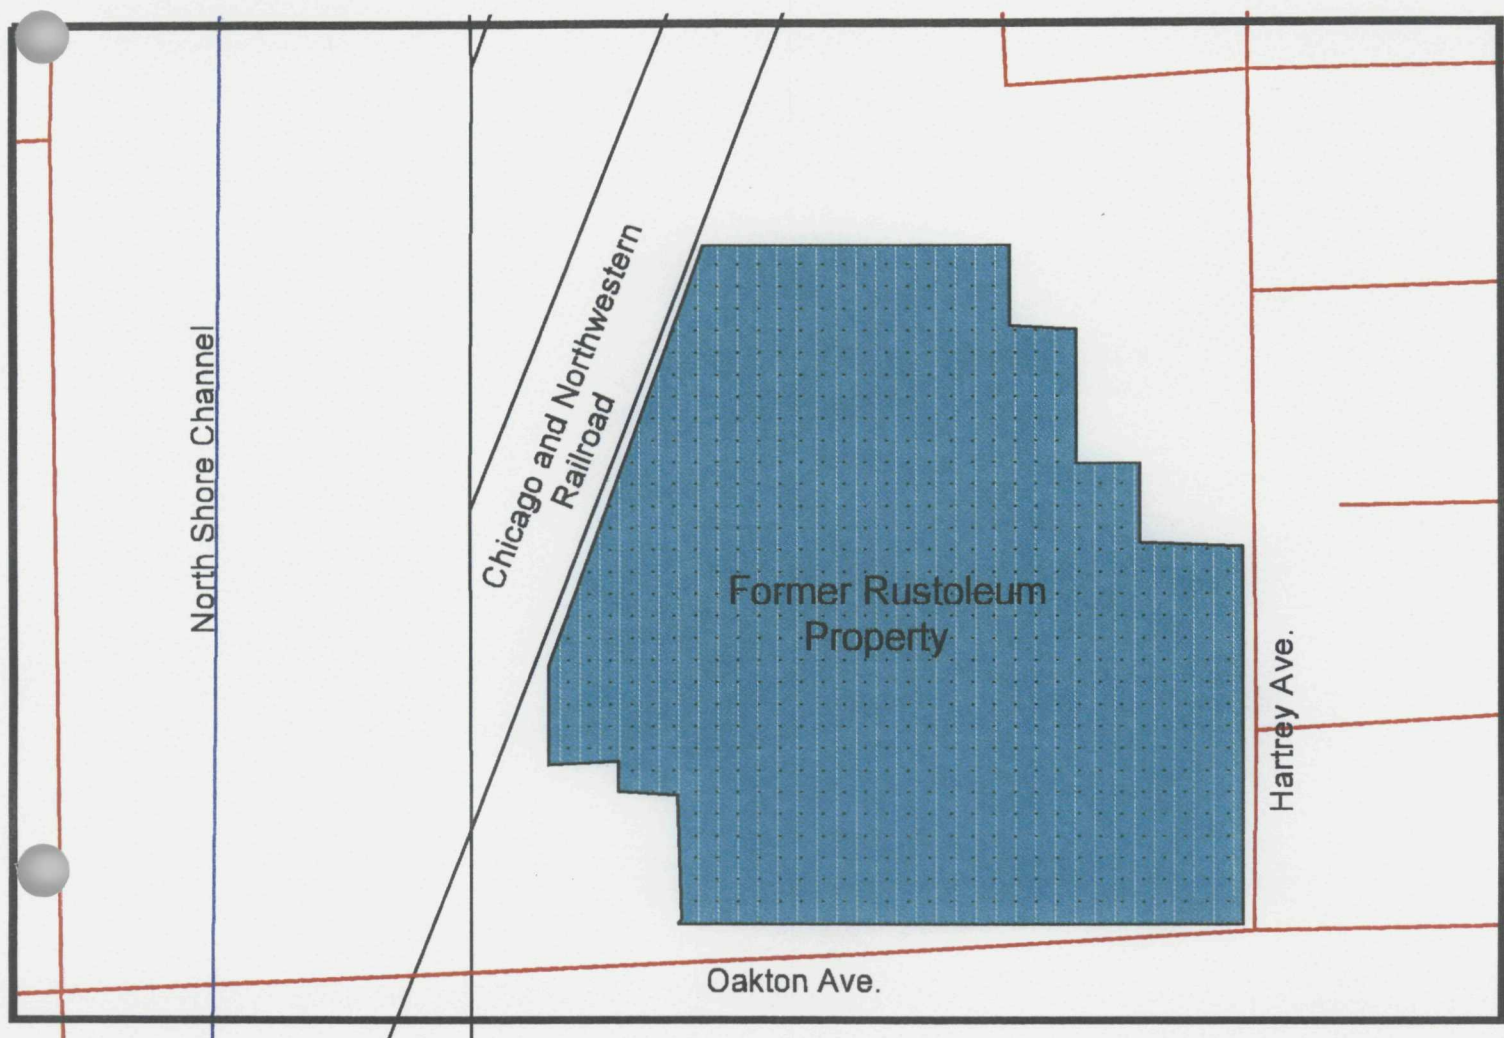 North Shore Channel
Chicago and Northwestern
Railroad
Former Rustoleum
Property
Hartrey Ave.
Oakton Ave.